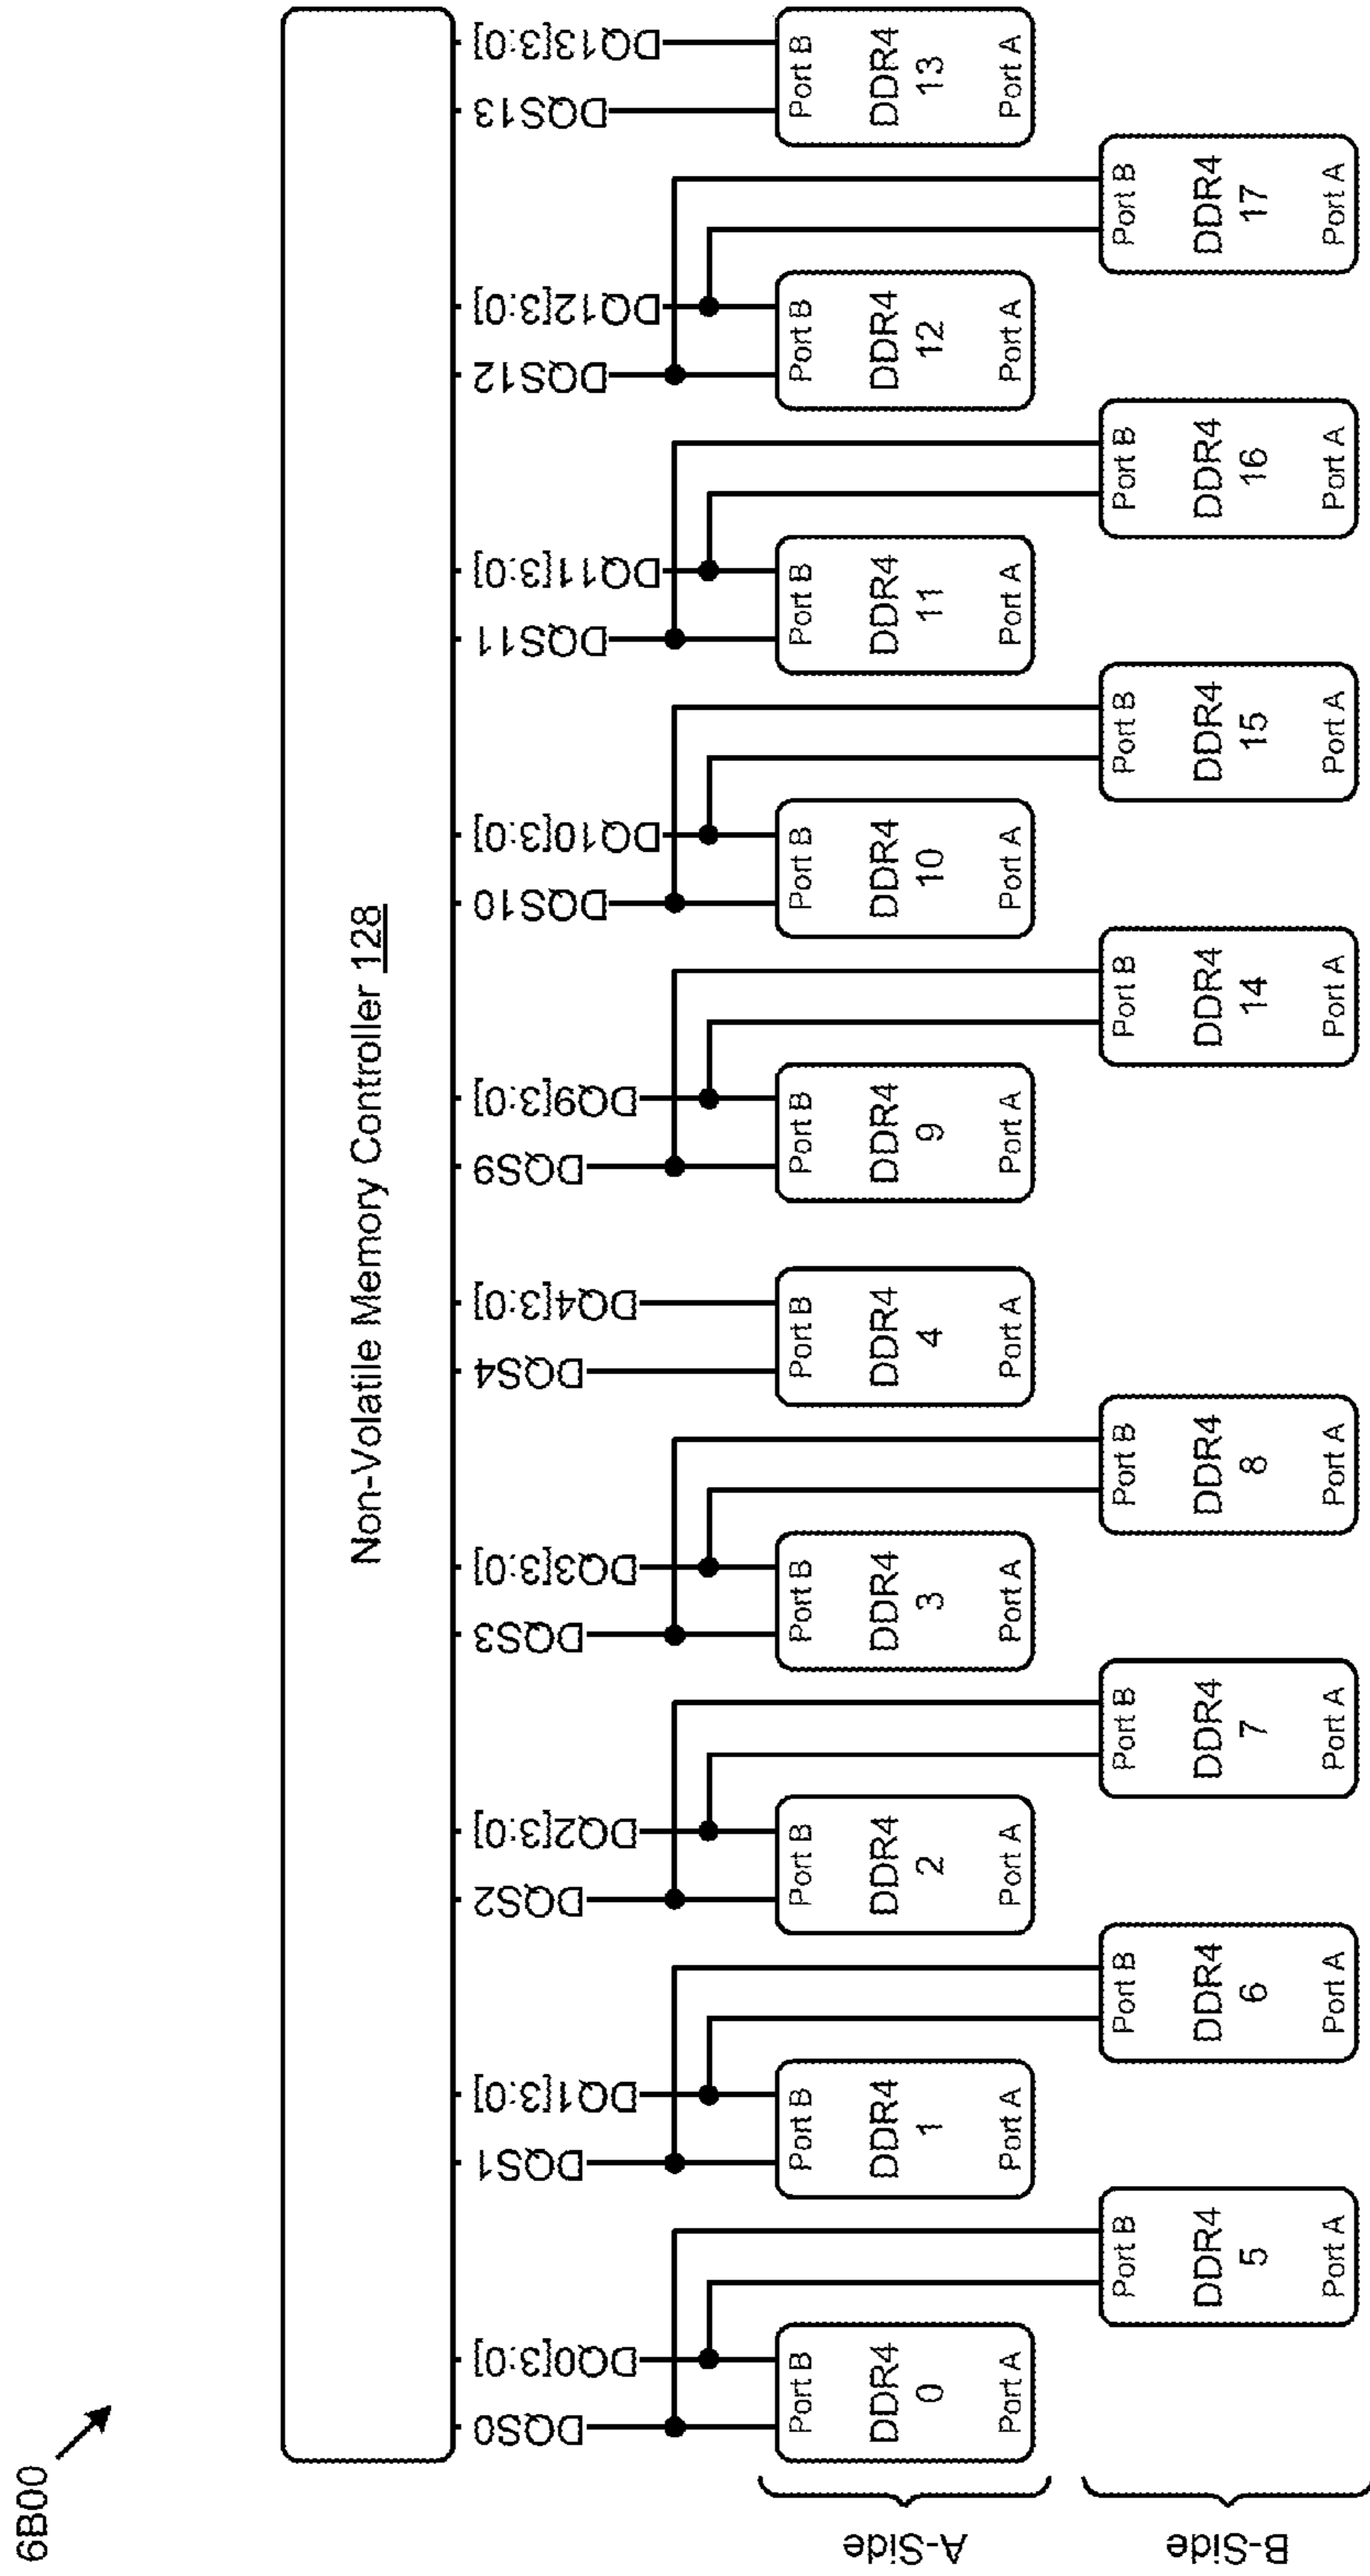 6B00
Non-Volatile Memory Controller 128
DQS0
DQ0[3:0]
DQS1
DQ1[3:0]
DQS2
DQ2[3:0]
DQS3
DQ3[3:0]
DQS4
DQ4[3:0]
DQS9
DQ9[3:0]
DQS10
DQ10[3:0]
DQS11
DQ11[3:0]
DQS12
DQ12[3:0]
DQS13
DQ13[3:0]
A-Side
Port B
DDR4
0
Port A
Port B
DDR4
1
Port A
Port B
DDR4
2
Port A
Port B
DDR4
3
Port A
Port B
DDR4
4
Port A
Port B
DDR4
9
Port A
Port B
DDR4
10
Port A
Port B
DDR4
11
Port A
Port B
DDR4
12
Port A
Port B
DDR4
13
Port A
B-Side
Port B
DDR4
5
Port A
Port B
DDR4
6
Port A
Port B
DDR4
7
Port A
Port B
DDR4
8
Port A
Port B
DDR4
14
Port A
Port B
DDR4
15
Port A
Port B
DDR4
16
Port A
Port B
DDR4
17
Port A